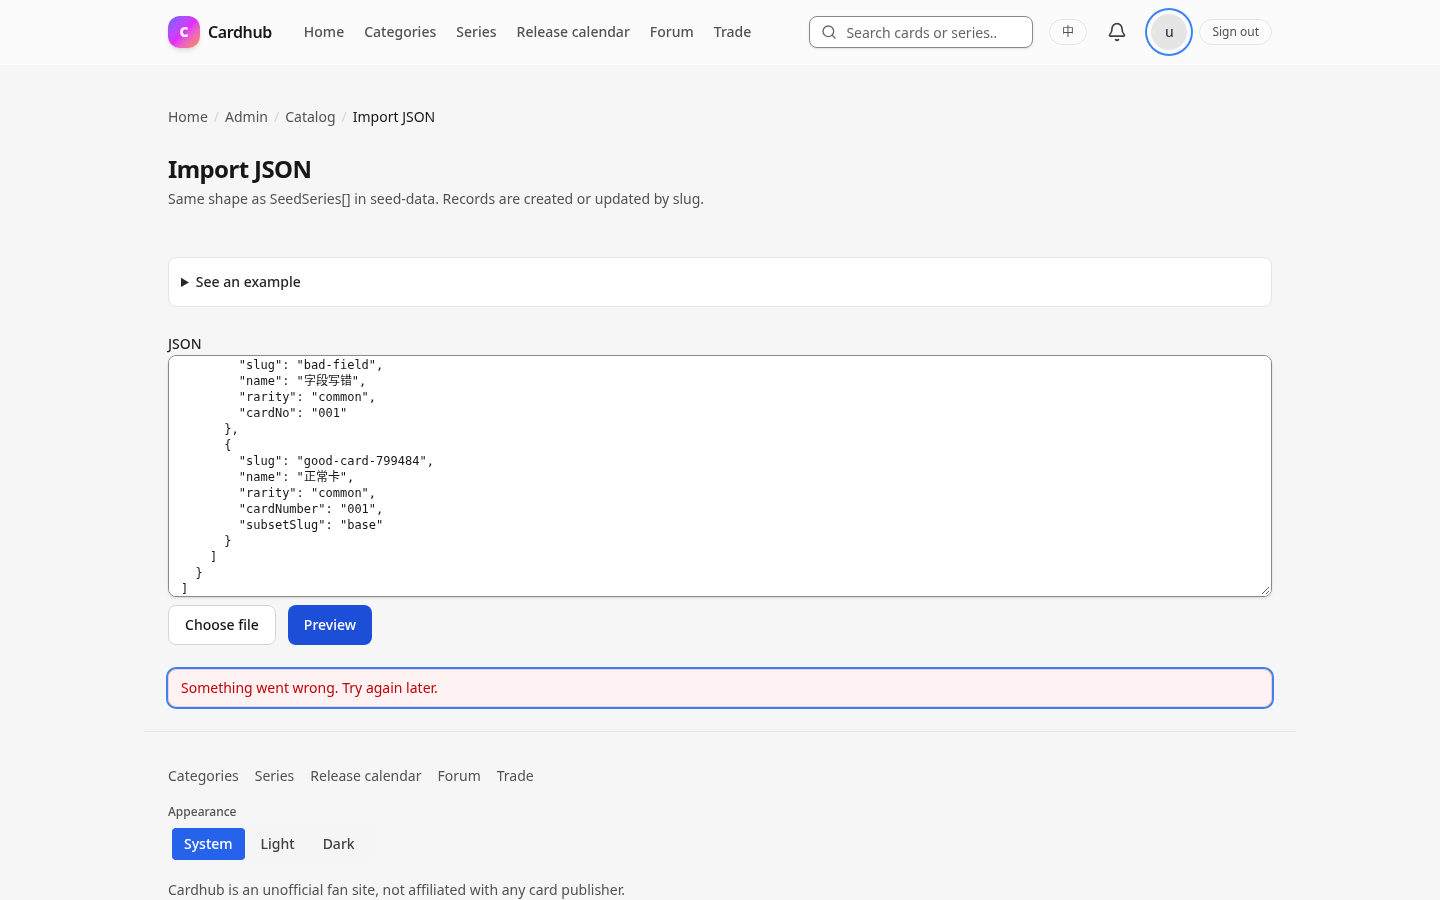 C Cardhub Home Categories Series Release calendar Forum Trade Search cards or series.. 中 u Sign out
Home / Admin / Catalog / Import JSON
Import JSON
Same shape as SeedSeries[] in seed-data. Records are created or updated by slug.
See an example
JSON
"slug": "bad-field",
"name": "字段写错",
"rarity": "common",
"cardNo": "001"
},
{
"slug": "good-card-799484",
"name": "正常卡",
"rarity": "common",
"cardNumber": "001",
"subsetSlug": "base"
}
]
}
]
Choose file Preview
Something went wrong. Try again later.
Categories Series Release calendar Forum Trade
Appearance
System Light Dark
Cardhub is an unofficial fan site, not affiliated with any card publisher.